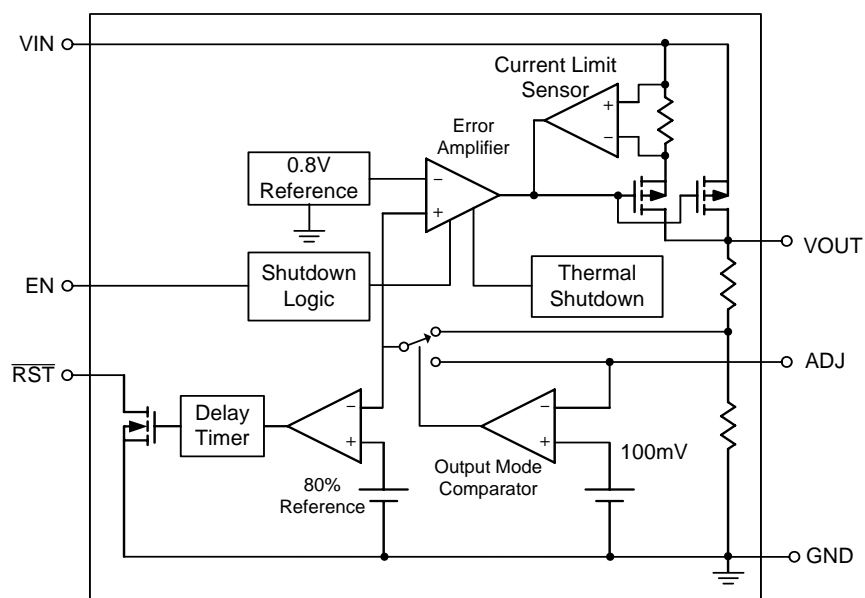 VIN
Current Limit
Sensor
+
−
Error
Amplifier
0.8V
Reference
−
+
VOUT
EN
Shutdown
Logic
Thermal
Shutdown
RST
ADJ
Delay
Timer
−
+
−
+
100mV
80%
Reference
Output Mode
Comparator
GND